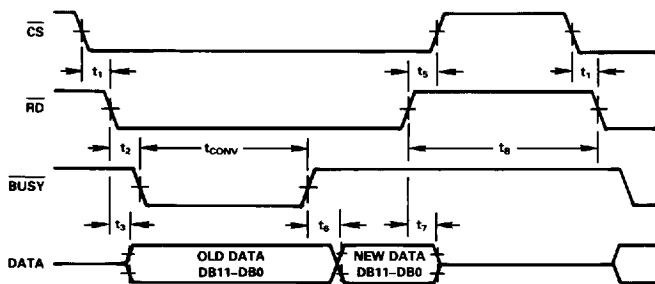 CS
t1 t5 t1
RD
t2 tCONV t8
BUSY
t3 t6 t7
DATA OLD DATA NEW DATA
DB11–DB0 DB11–DB0